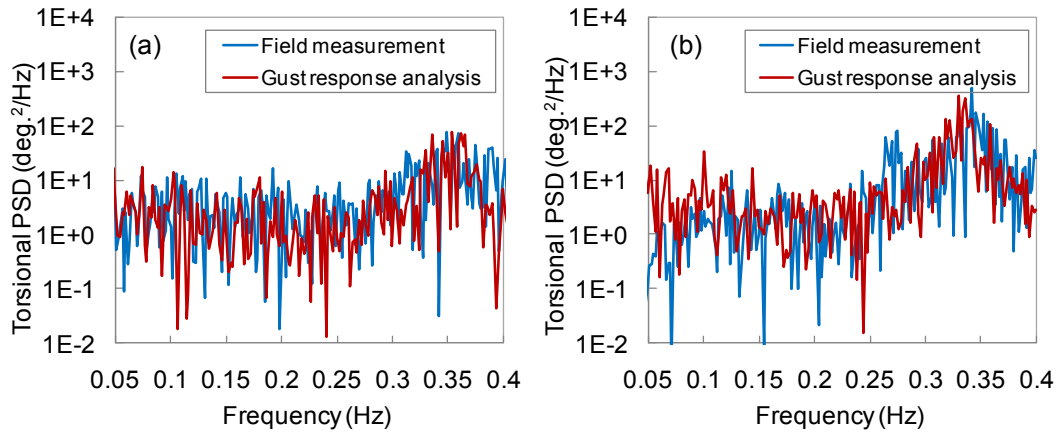 (a)
Field measurement
Gust response analysis
Torsional PSD (deg.²/Hz)
1E+4
1E+3
1E+2
1E+1
1E+0
1E-1
1E-2
0.05 0.1 0.15 0.2 0.25 0.3 0.35 0.4
Frequency (Hz)
(b)
Field measurement
Gust response analysis
Torsional PSD (deg.²/Hz)
1E+4
1E+3
1E+2
1E+1
1E+0
1E-1
1E-2
0.05 0.1 0.15 0.2 0.25 0.3 0.35 0.4
Frequency (Hz)